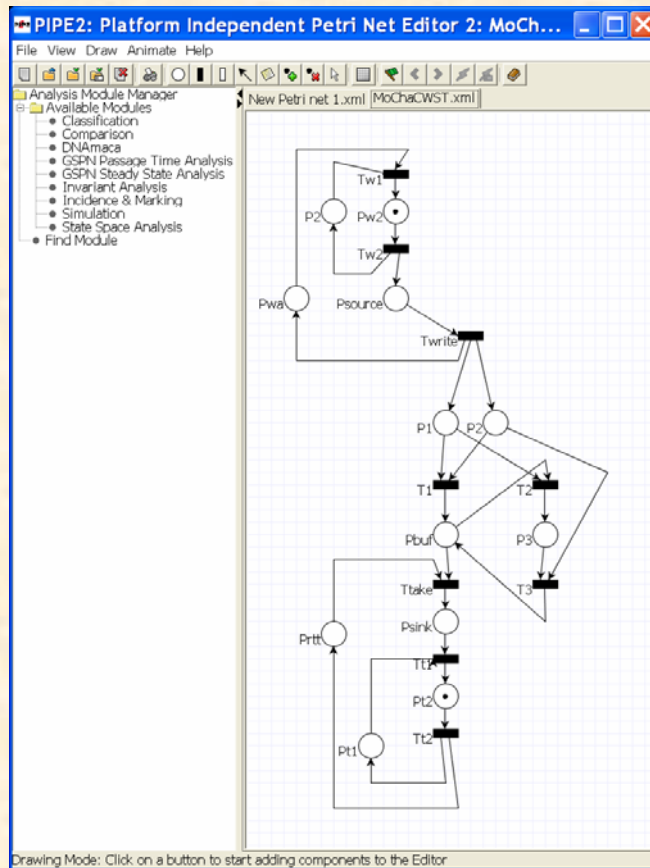 PIPE2: Platform Independent Petri Net Editor 2: MoCha...
File View Draw Animate Help
Analysis Module Manager
Available Modules
Classification
Comparison
DNAmaca
GSPN Passage Time Analysis
GSPN Steady State Analysis
Invariant Analysis
Incidence & Marking
Simulation
State Space Analysis
Find Module
New Petri net 1.xml MoChaCWST.xml
Tw1
P2 Pw2
Tw2
Pwa Psource
Twrite
P1 P2
T1 T2
Pbuf P3
Ttake T3
Psink
Prtt
Tt1
Pt2
Tt2
Pt1
Drawing Mode: Click on a button to start adding components to the Editor